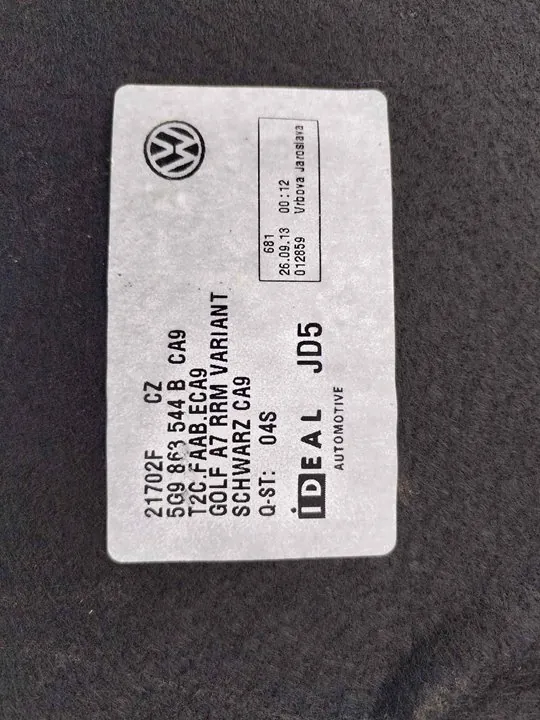 21702F CZ
5G9 863 544 B CA9
T2C.FAAB.ECA9
GOLF A7 RRM VARIANT
SCHWARZ CA9
Q-ST: 04S
iDEAL JD5
AUTOMOTIVE
VW
681
26.09.13 00:12
012859 Vrbova Jaroslava